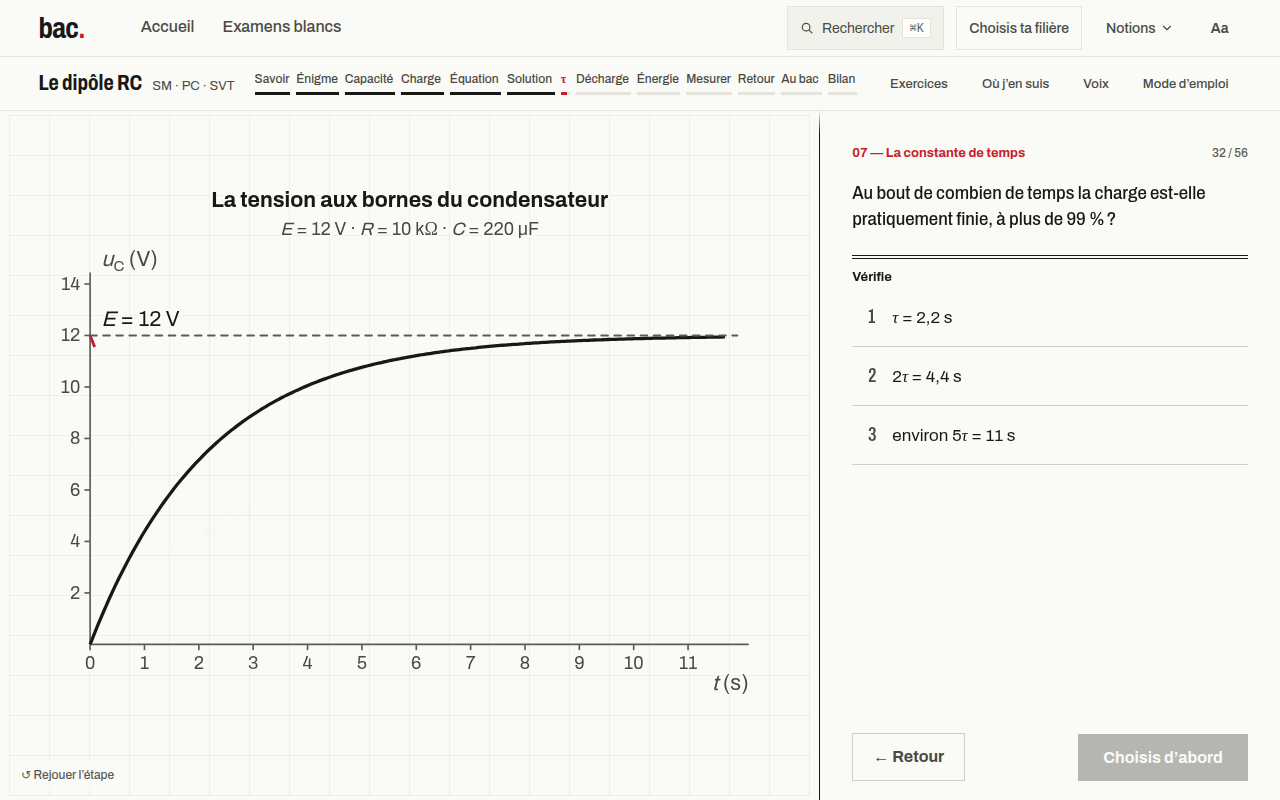 bac.
Accueil
Examens blancs
Rechercher ⌘K
Choisis ta filière
Notions
Aa
Le dipôle RC SM · PC · SVT
Savoir Énigme Capacité Charge Équation Solution τ Décharge Énergie Mesurer Retour Au bac Bilan
Exercices
Où j'en suis
Voix
Mode d'emploi
La tension aux bornes du condensateur
E = 12 V · R = 10 kΩ · C = 220 µF
u_C (V)
14
E = 12 V
12
10
8
6
4
2
0 1 2 3 4 5 6 7 8 9 10 11
t (s)
↺ Rejouer l'étape
07 — La constante de temps 32 / 56
Au bout de combien de temps la charge est-elle
pratiquement finie, à plus de 99 % ?
Vérifie
1 τ = 2,2 s
2 2τ = 4,4 s
3 environ 5τ = 11 s
← Retour
Choisis d'abord